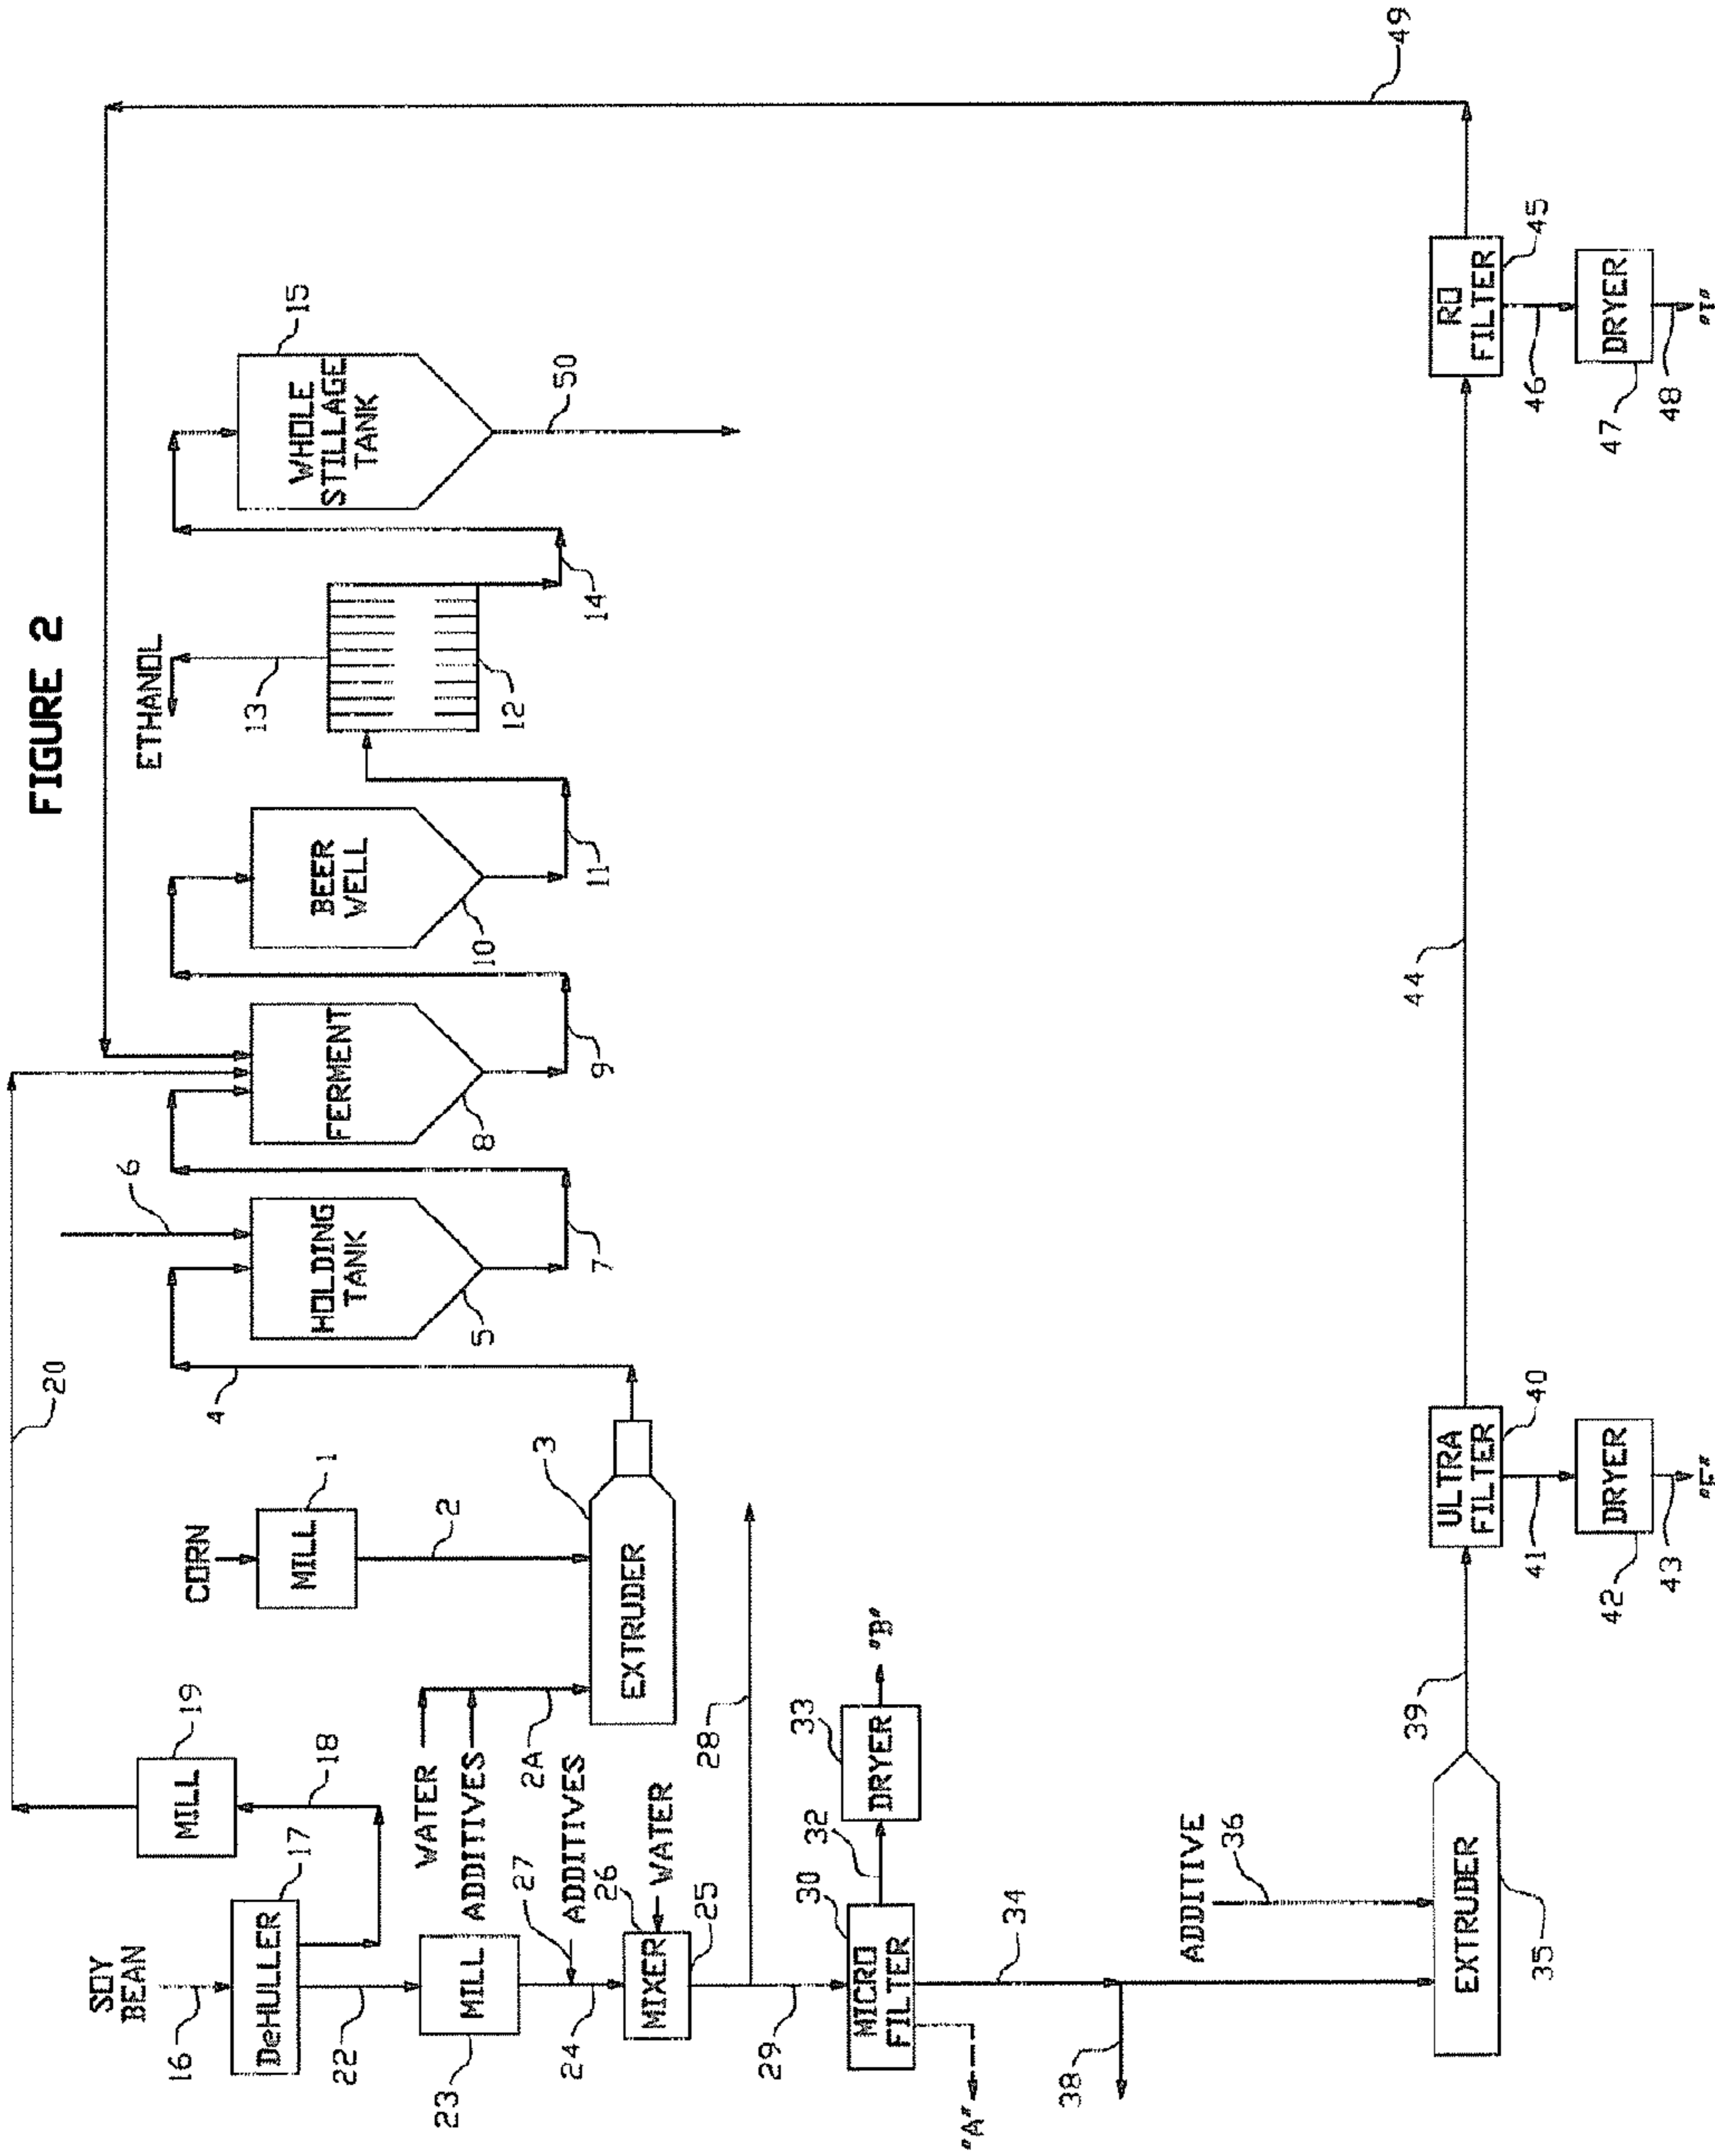 FIGURE 2
20
6
SOY
BEAN
16
DeHULLER
17
18
MILL
19
CORN
MILL
1
2
4
HOLDING
TANK
5
7
FERMENT
8
9
BEER
WELL
10
11
ETHANOL
13
12
14
WHOLE
STILLAGE
TANK
15
50
22
MILL
23
WATER
ADDITIVES
2A
EXTRUDER
3
27
ADDITIVES
24
26
MIXER
WATER
25
28
29
MICRO
FILTER
30
32
DRYER
33
"B"
"A"
34
38
ADDITIVE
36
EXTRUDER
35
39
ULTRA
FILTER
40
41
DRYER
42
43
44
RO
FILTER
45
46
DRYER
47
48
"I"
49